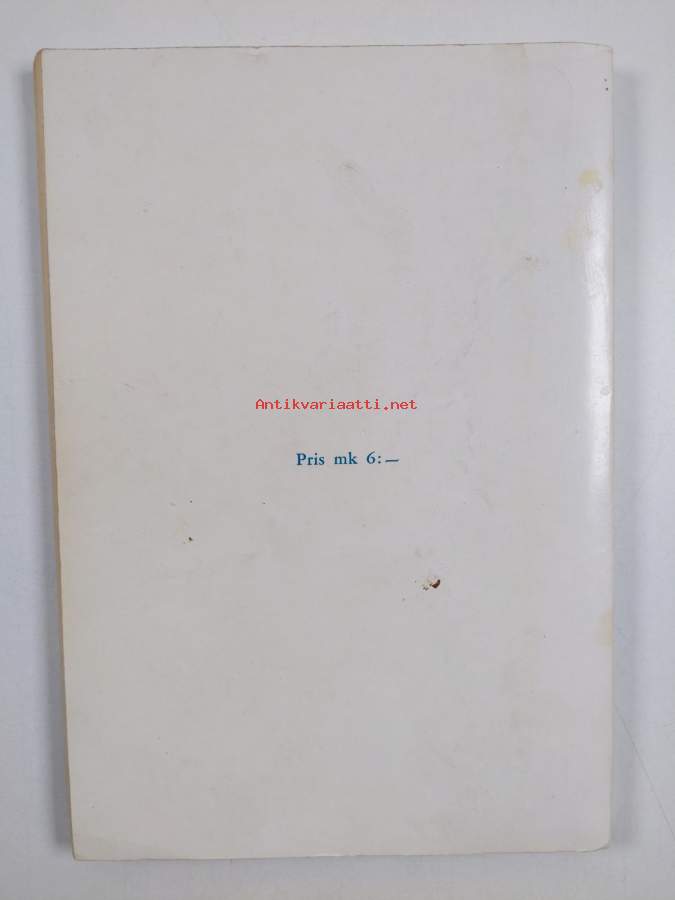 Antikvariaatti.net
Pris mk 6:—